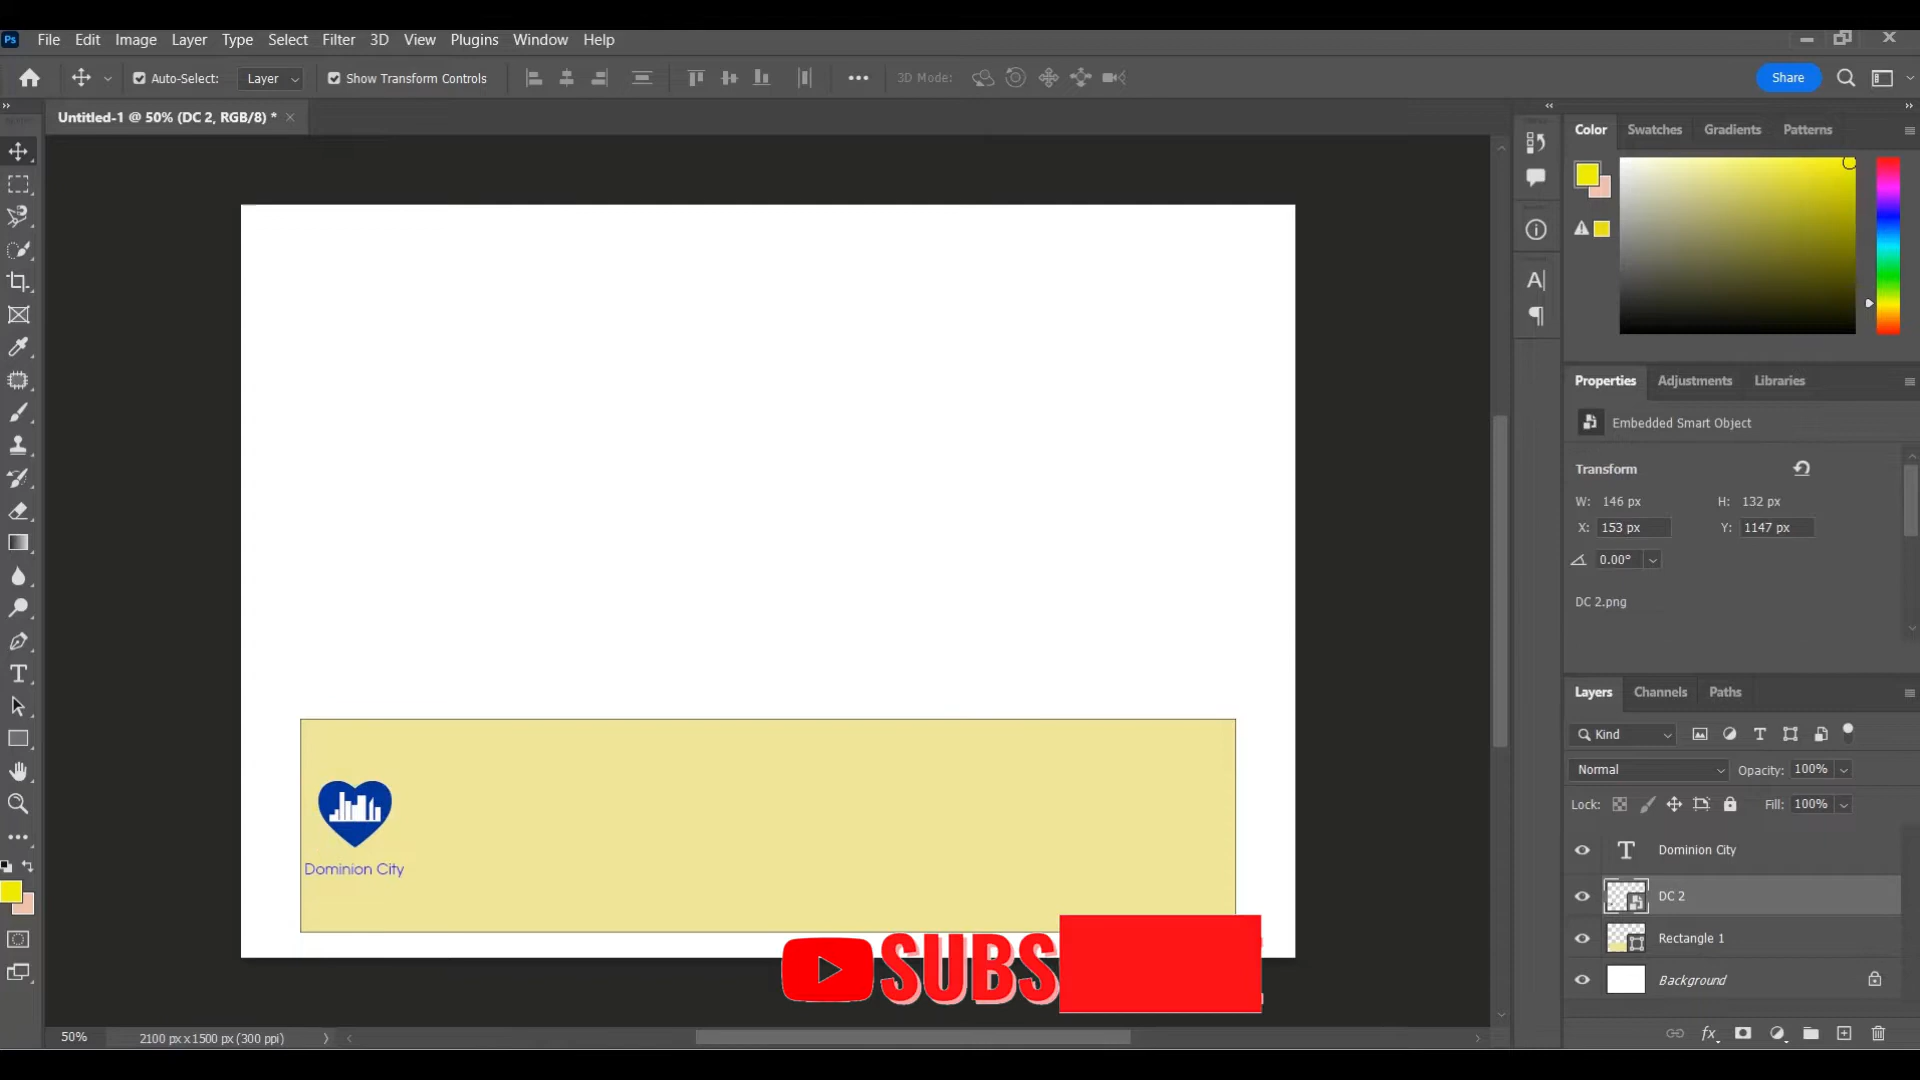 Ps File Edit Image Layer Type Select Filter 3D View Plugins Window Help
Auto-Select: Layer Show Transform Controls 3D Mode: Share
Untitled-1 @ 50% (DC 2, RGB/8) *
Color Swatches Gradients Patterns
Properties Adjustments Libraries
Embedded Smart Object
Transform
W: 146 px H: 132 px
X: 153 px Y: 1147 px
0.00°
DC 2.png
Layers Channels Paths
Kind
Normal Opacity: 100%
Lock: Fill: 100%
Dominion City
DC 2
Rectangle 1
Background
Dominion City
SUBS
50% 2100 px x 1500 px (300 ppi)